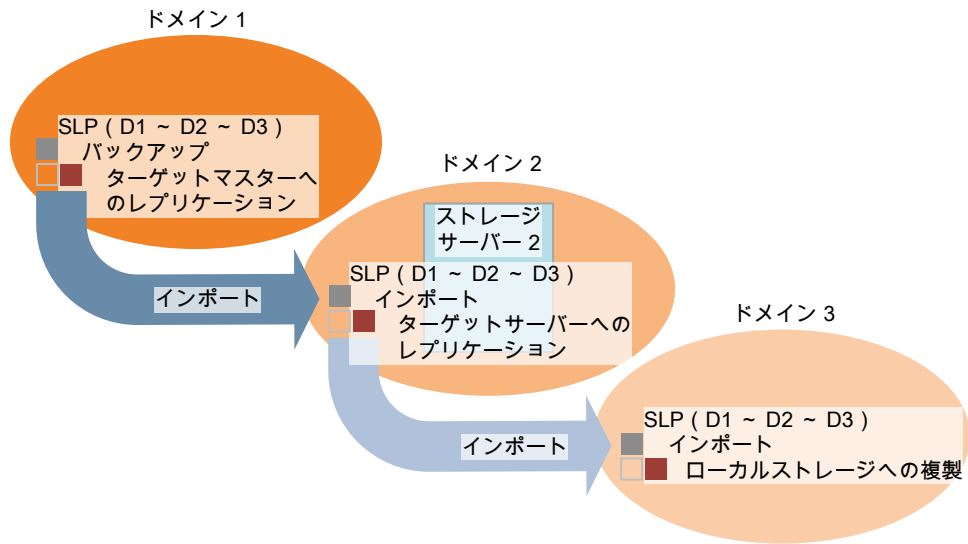 ドメイン 1
SLP ( D1 ~ D2 ~ D3 )
バックアップ
ターゲットマスターへ
のレプリケーション
インポート
ドメイン 2
ストレージ
サーバー 2
SLP ( D1 ~ D2 ~ D3 )
インポート
ターゲットサーバーへの
レプリケーション
インポート
ドメイン 3
SLP ( D1 ~ D2 ~ D3 )
インポート
ローカルストレージへの複製